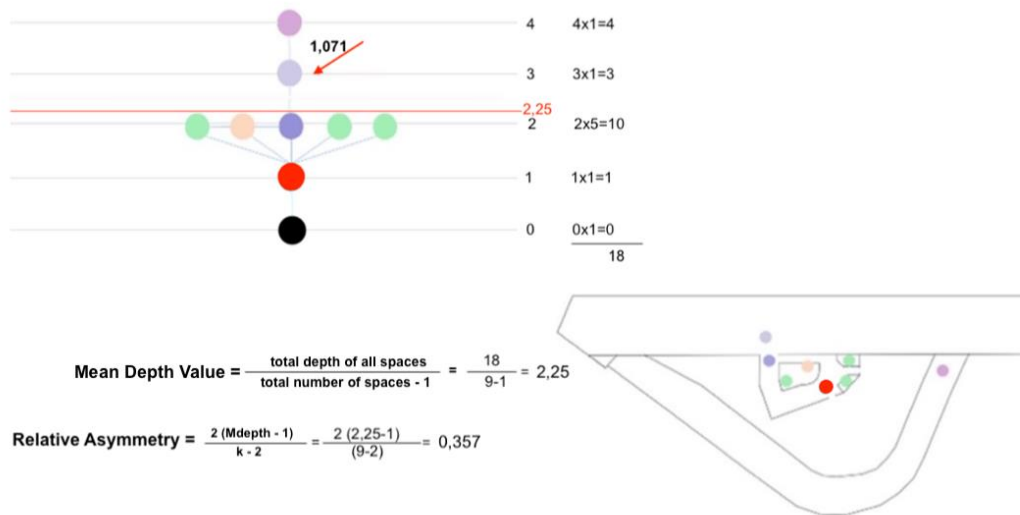 4 4x1=4
1,071
3 3x1=3
2,25
2 2x5=10
1 1x1=1
0 0x1=0
18
Mean Depth Value = total depth of all spaces / total number of spaces - 1 = 18 / 9-1 = 2,25
Relative Asymmetry = 2 (Mdepth - 1) / k - 2 = 2 (2,25-1) / (9-2) = 0,357